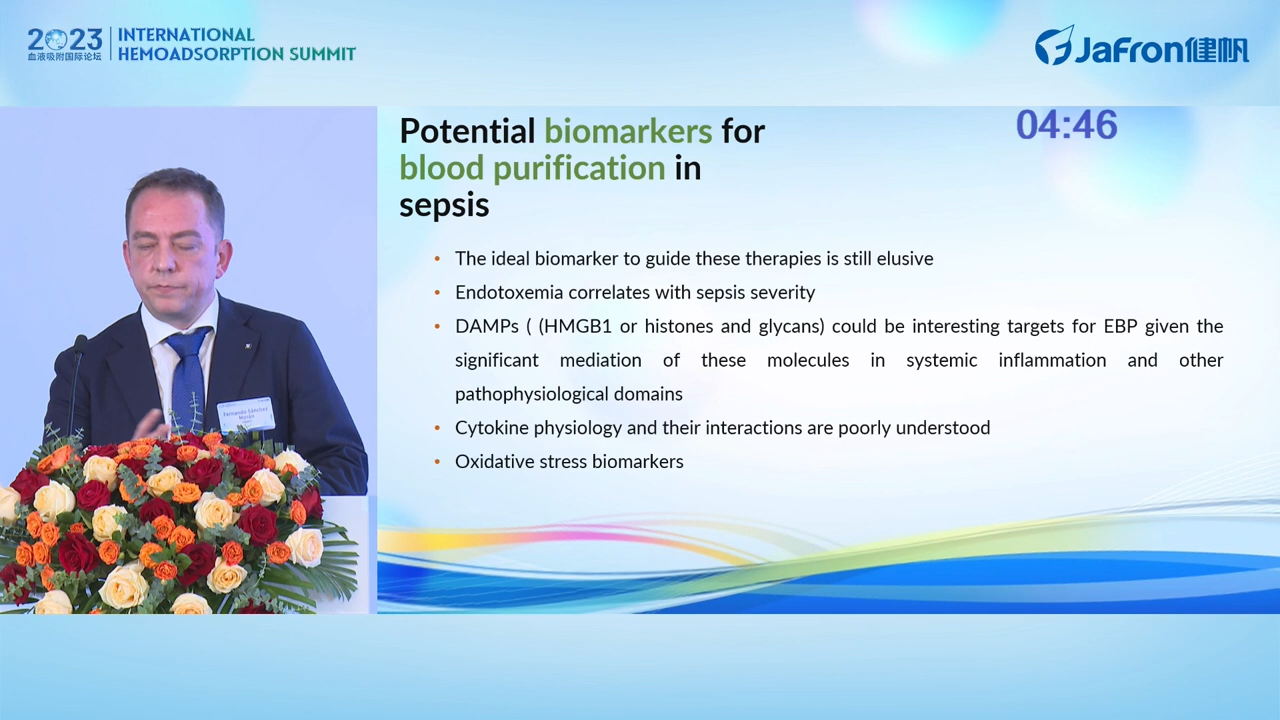 2023
血液吸附国际论坛
INTERNATIONAL
HEMOADSORPTION SUMMIT
JaFron健帆
04:46
Potential biomarkers for
blood purification in
sepsis
• The ideal biomarker to guide these therapies is still elusive
• Endotoxemia correlates with sepsis severity
• DAMPs ( (HMGB1 or histones and glycans) could be interesting targets for EBP given the
significant mediation of these molecules in systemic inflammation and other
pathophysiological domains
• Cytokine physiology and their interactions are poorly understood
• Oxidative stress biomarkers
Fernando Sánchez
Morán